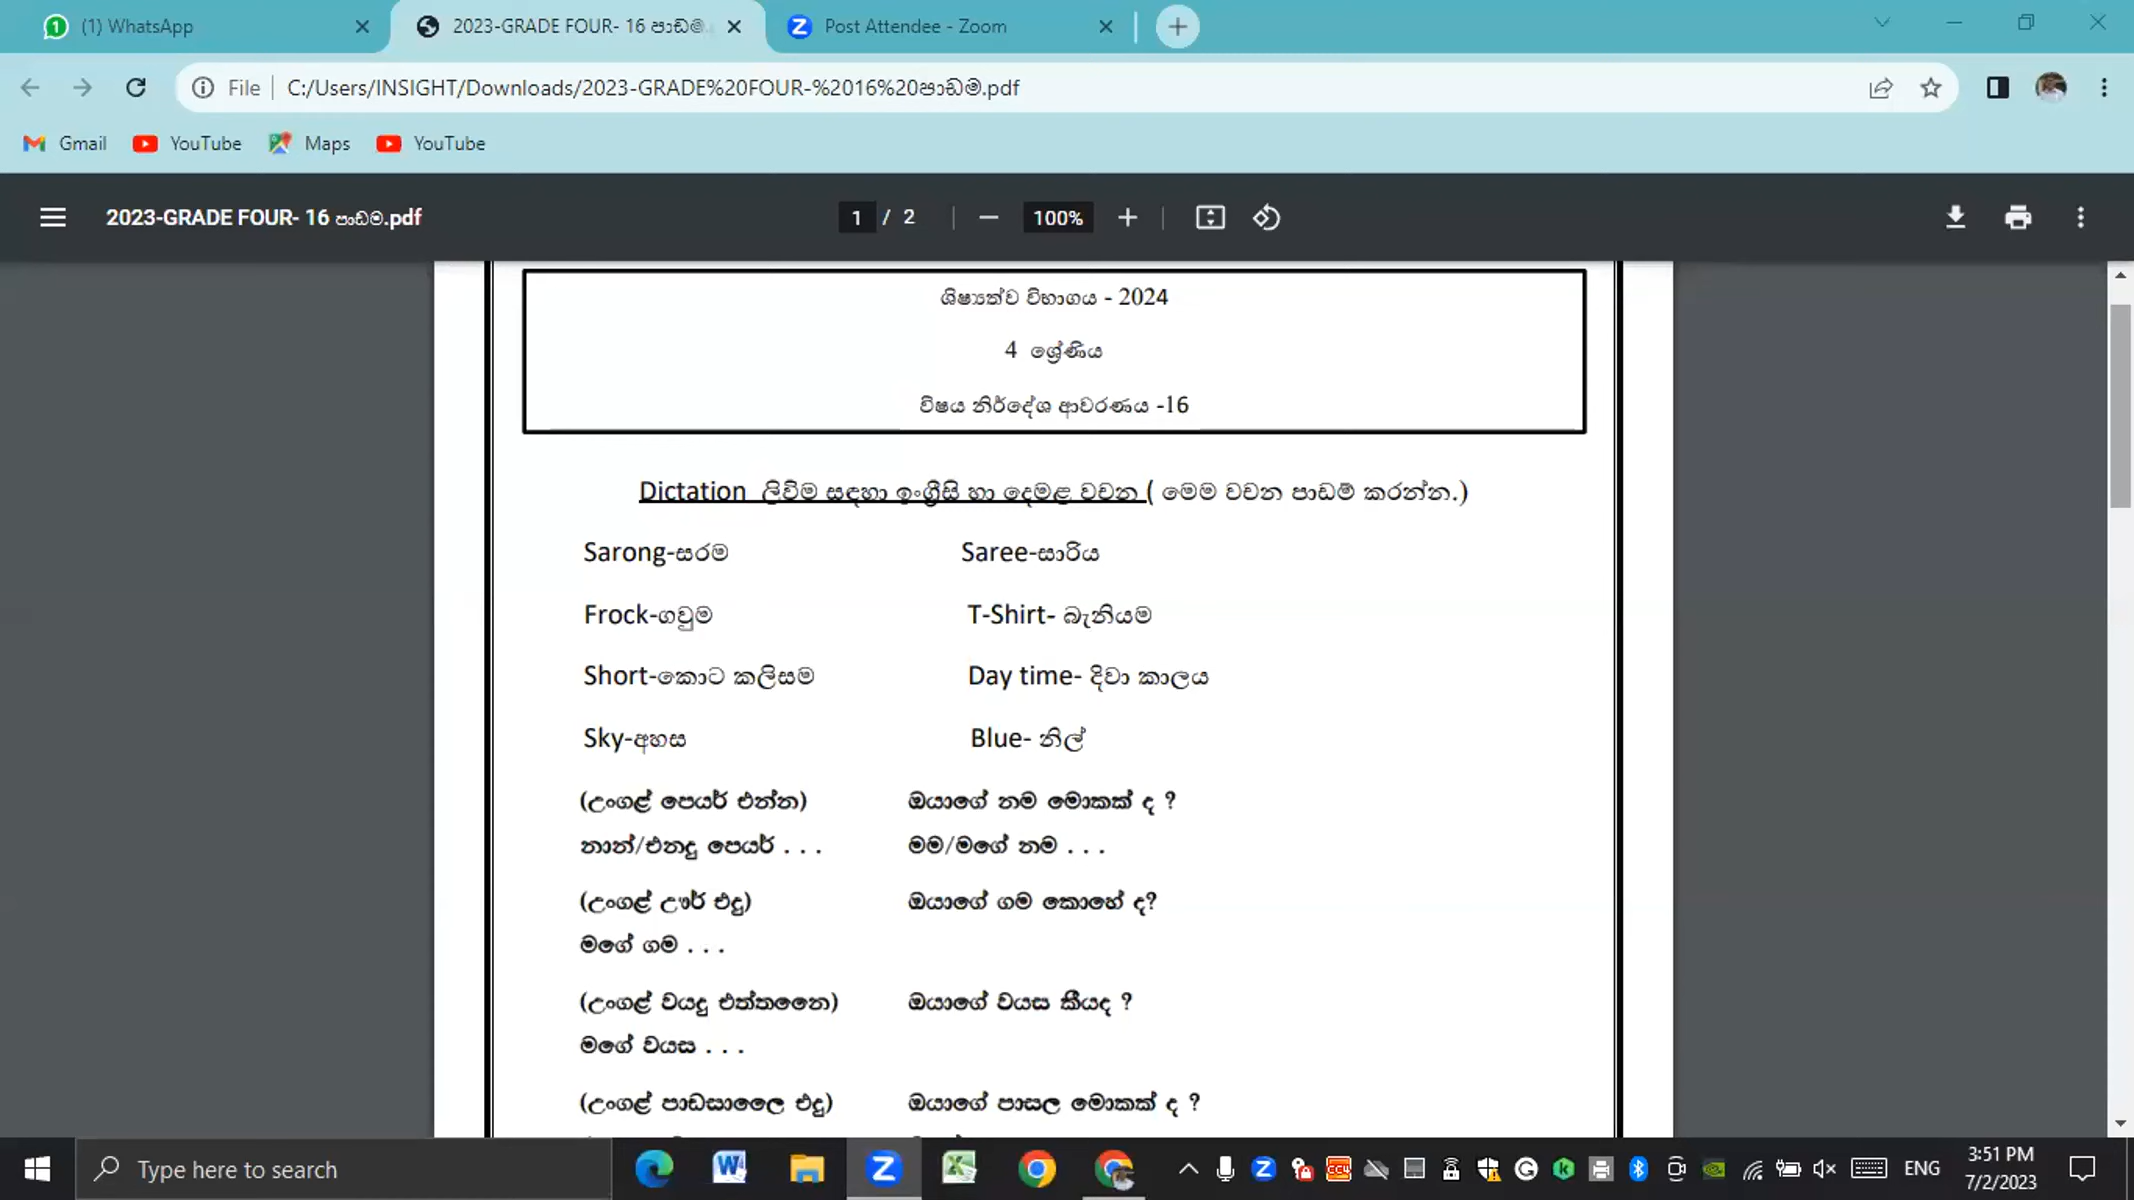 (1) WhatsApp
2023-GRADE FOUR- 16 පාඩම.
Post Attendee - Zoom
File
C:/Users/INSIGHT/Downloads/2023-GRADE%20FOUR-%2016%20පාඩම.pdf
Gmail YouTube Maps YouTube
2023-GRADE FOUR- 16 පාඩම.pdf
1 / 2
100%
ශිෂ්‍යත්ව විභාගය - 2024
4 ශ්‍රේණිය
විෂය නිර්දේශ ආවරණය -16
Dictation ලිවීම සඳහා ඉංග්‍රීසි හා දෙමළ වචන ( මෙම වචන පාඩම් කරන්න.)
Sarong-සරම Saree-සාරිය
Frock-ගවුම T-Shirt- බැනියම
Short-කොට කලිසම Day time- දිවා කාලය
Sky-අහස Blue- නිල්
(උංගළ් පෙයර් එන්න) ඔයාගේ නම මොකක් ද ?
නාන්/එනදු පෙයර් . . . මම/මගේ නම . . .
(උංගළ් ඌර් එදු) ඔයාගේ ගම කොහේ ද?
මගේ ගම . . .
(උංගළ් වයදු එත්තනෛ) ඔයාගේ වයස කීයද ?
මගේ වයස . . .
(උංගළ් පාඩසාලෛ එදු) ඔයාගේ පාසල මොකක් ද ?
Type here to search
ENG
3:51 PM
7/2/2023